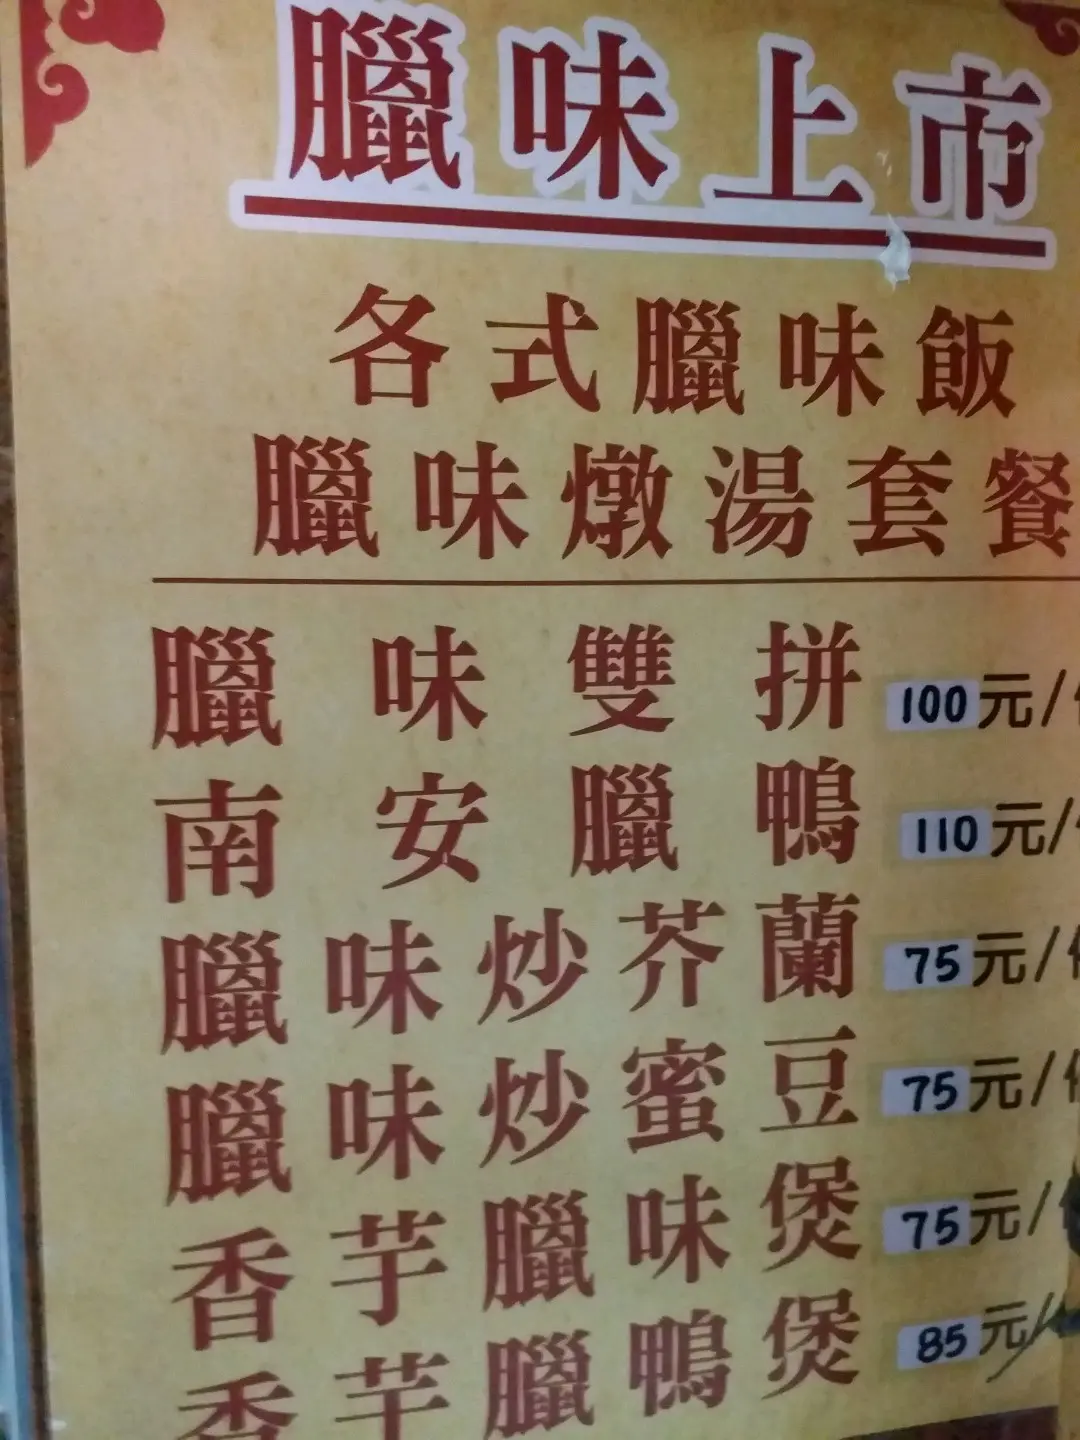 臘味上市
各式臘味飯
臘味燉湯套餐
臘味雙拼 100元/
南安臘鴨 110元/
臘味炒芥蘭 75元/
臘味炒蜜豆 75元/
香芋臘味煲 75元/
香芋臘鴨煲 85元/